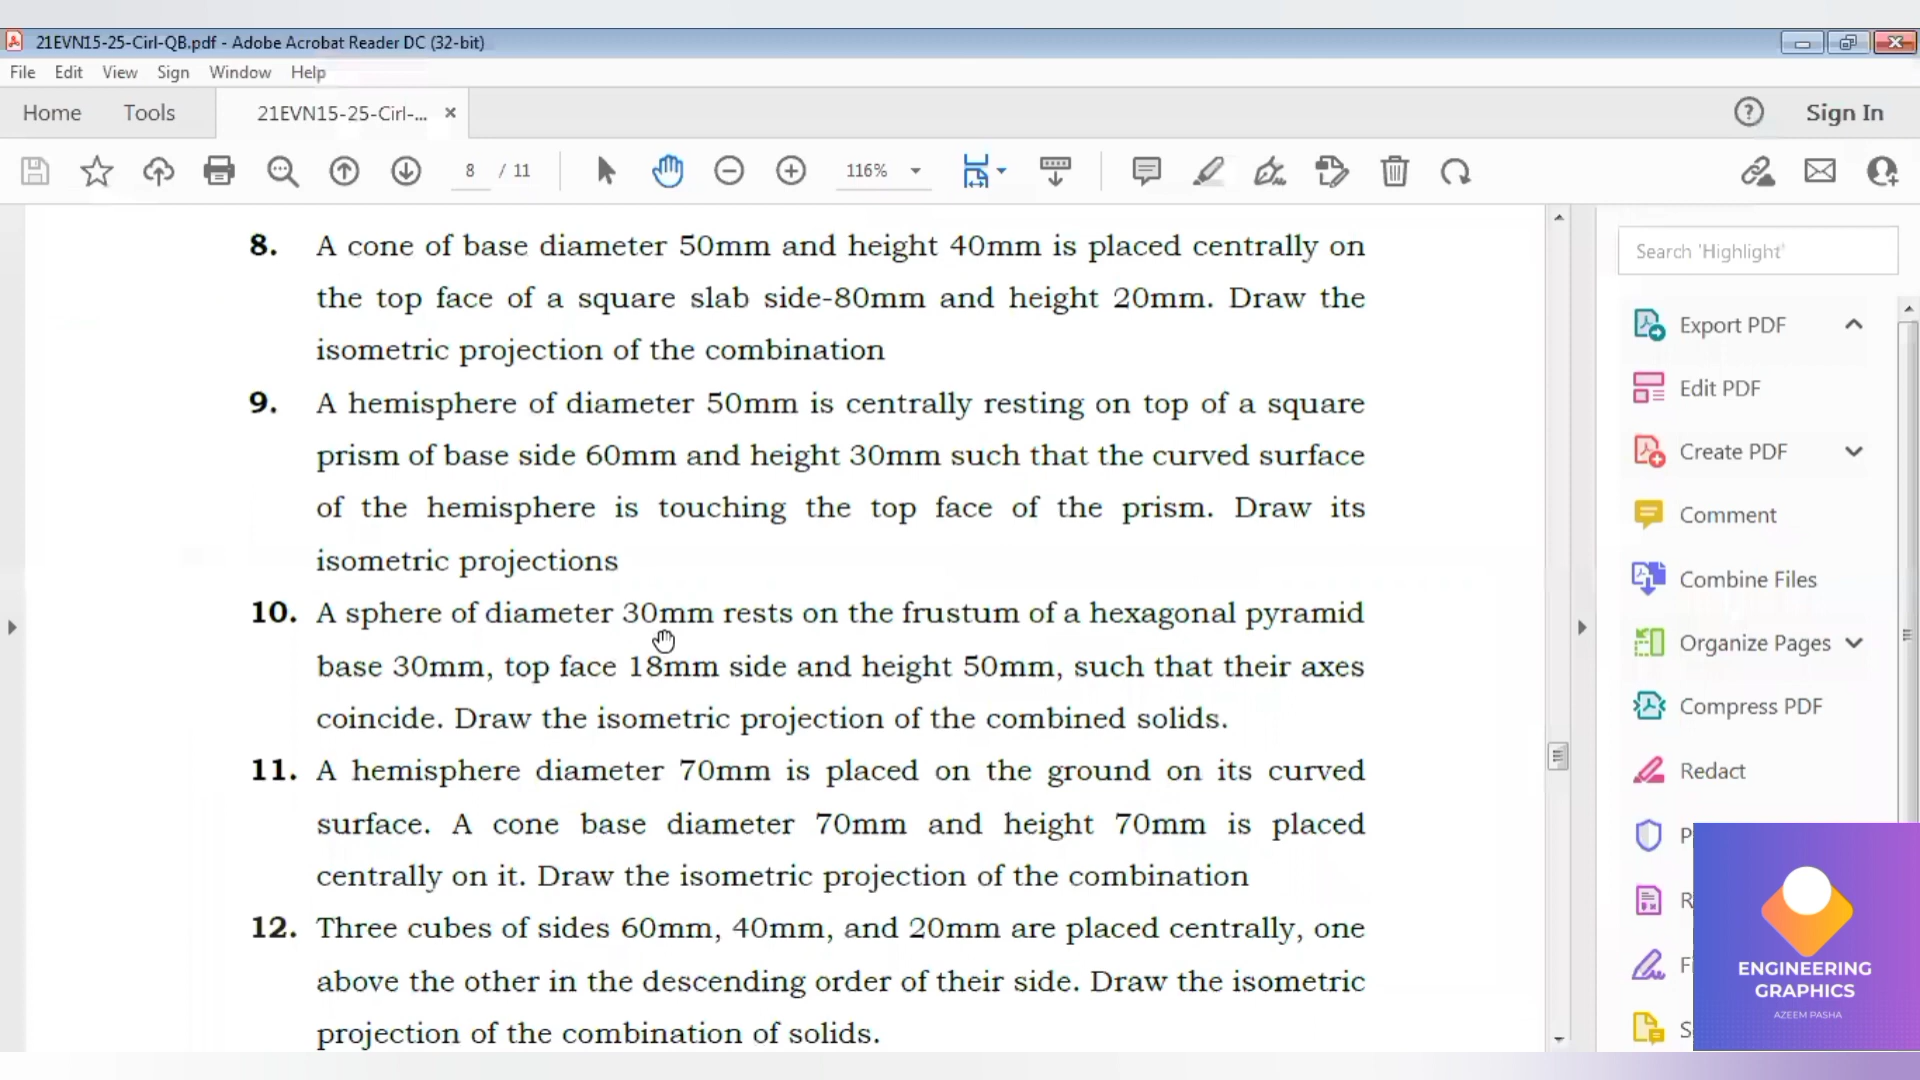 21EVN15-25-Cirl-QB.pdf - Adobe Acrobat Reader DC (32-bit)
File Edit View Sign Window Help
Home Tools 21EVN15-25-Cirl-... × ? Sign In
8 / 11 116%
8. A cone of base diameter 50mm and height 40mm is placed centrally on
the top face of a square slab side-80mm and height 20mm. Draw the
isometric projection of the combination
9. A hemisphere of diameter 50mm is centrally resting on top of a square
prism of base side 60mm and height 30mm such that the curved surface
of the hemisphere is touching the top face of the prism. Draw its
isometric projections
10. A sphere of diameter 30mm rests on the frustum of a hexagonal pyramid
base 30mm, top face 18mm side and height 50mm, such that their axes
coincide. Draw the isometric projection of the combined solids.
11. A hemisphere diameter 70mm is placed on the ground on its curved
surface. A cone base diameter 70mm and height 70mm is placed
centrally on it. Draw the isometric projection of the combination
12. Three cubes of sides 60mm, 40mm, and 20mm are placed centrally, one
above the other in the descending order of their side. Draw the isometric
projection of the combination of solids.
Search 'Highlight'
Export PDF
Edit PDF
Create PDF
Comment
Combine Files
Organize Pages
Compress PDF
Redact
P
R
F
S
ENGINEERING
GRAPHICS
AZEEM PASHA